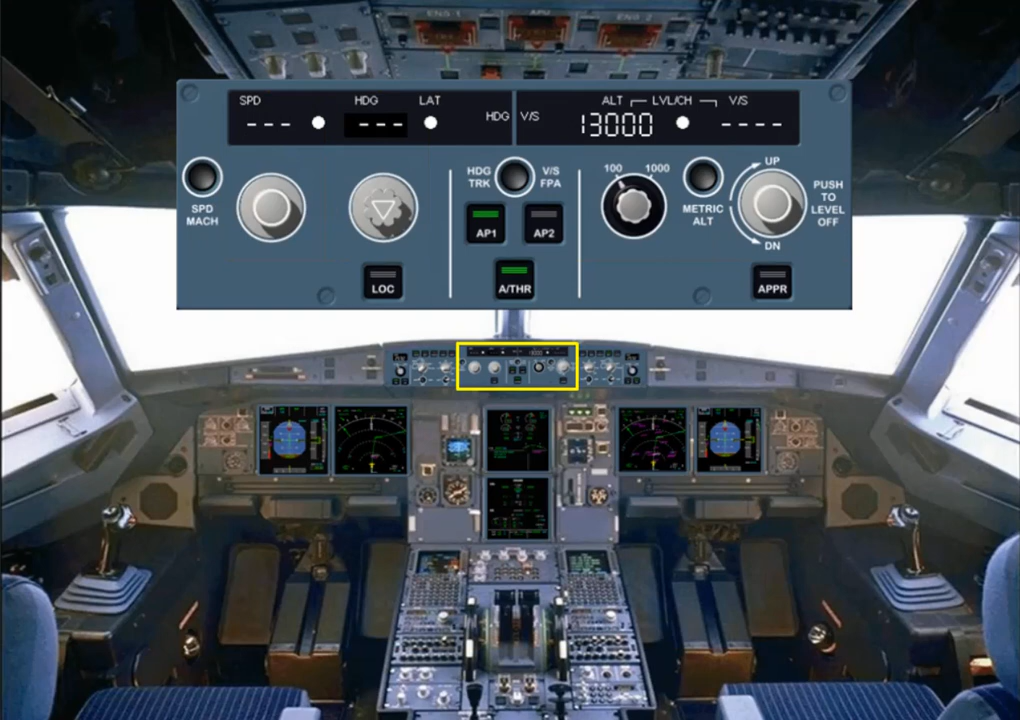 ENG 1 APU ENG 2
SPD HDG LAT HDG V/S ALT LVL/CH V/S
--- --- 13000 ----
SPD
MACH
HDG
TRK
V/S
FPA
AP1 AP2
A/THR
LOC
100 1000
METRIC
ALT
UP
DN
PUSH
TO
LEVEL
OFF
APPR